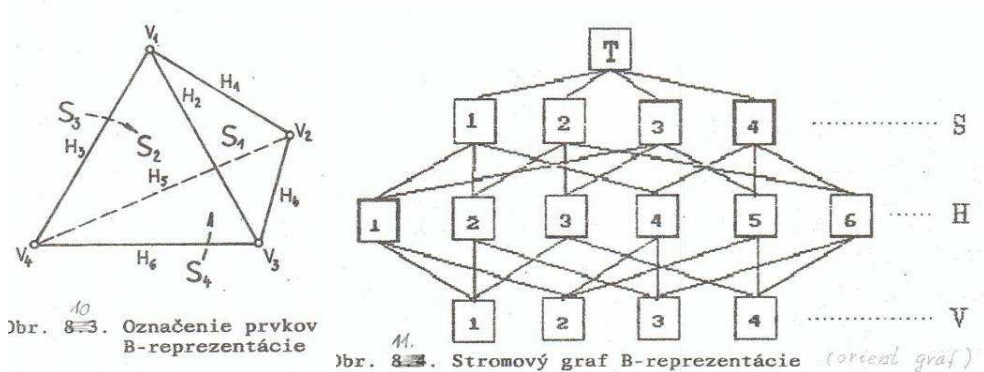 V1
H1
H2
S3
S1
V2
H3
S2
H5
H4
V4
H6
V3
S4
10
Obr. 8.3. Označenie prvkov
B-reprezentácie
T
1 2 3 4 S
1 2 3 4 5 6 H
1 2 3 4 V
11.
Obr. 8.4. Stromový graf B-reprezentácie (orient graf)